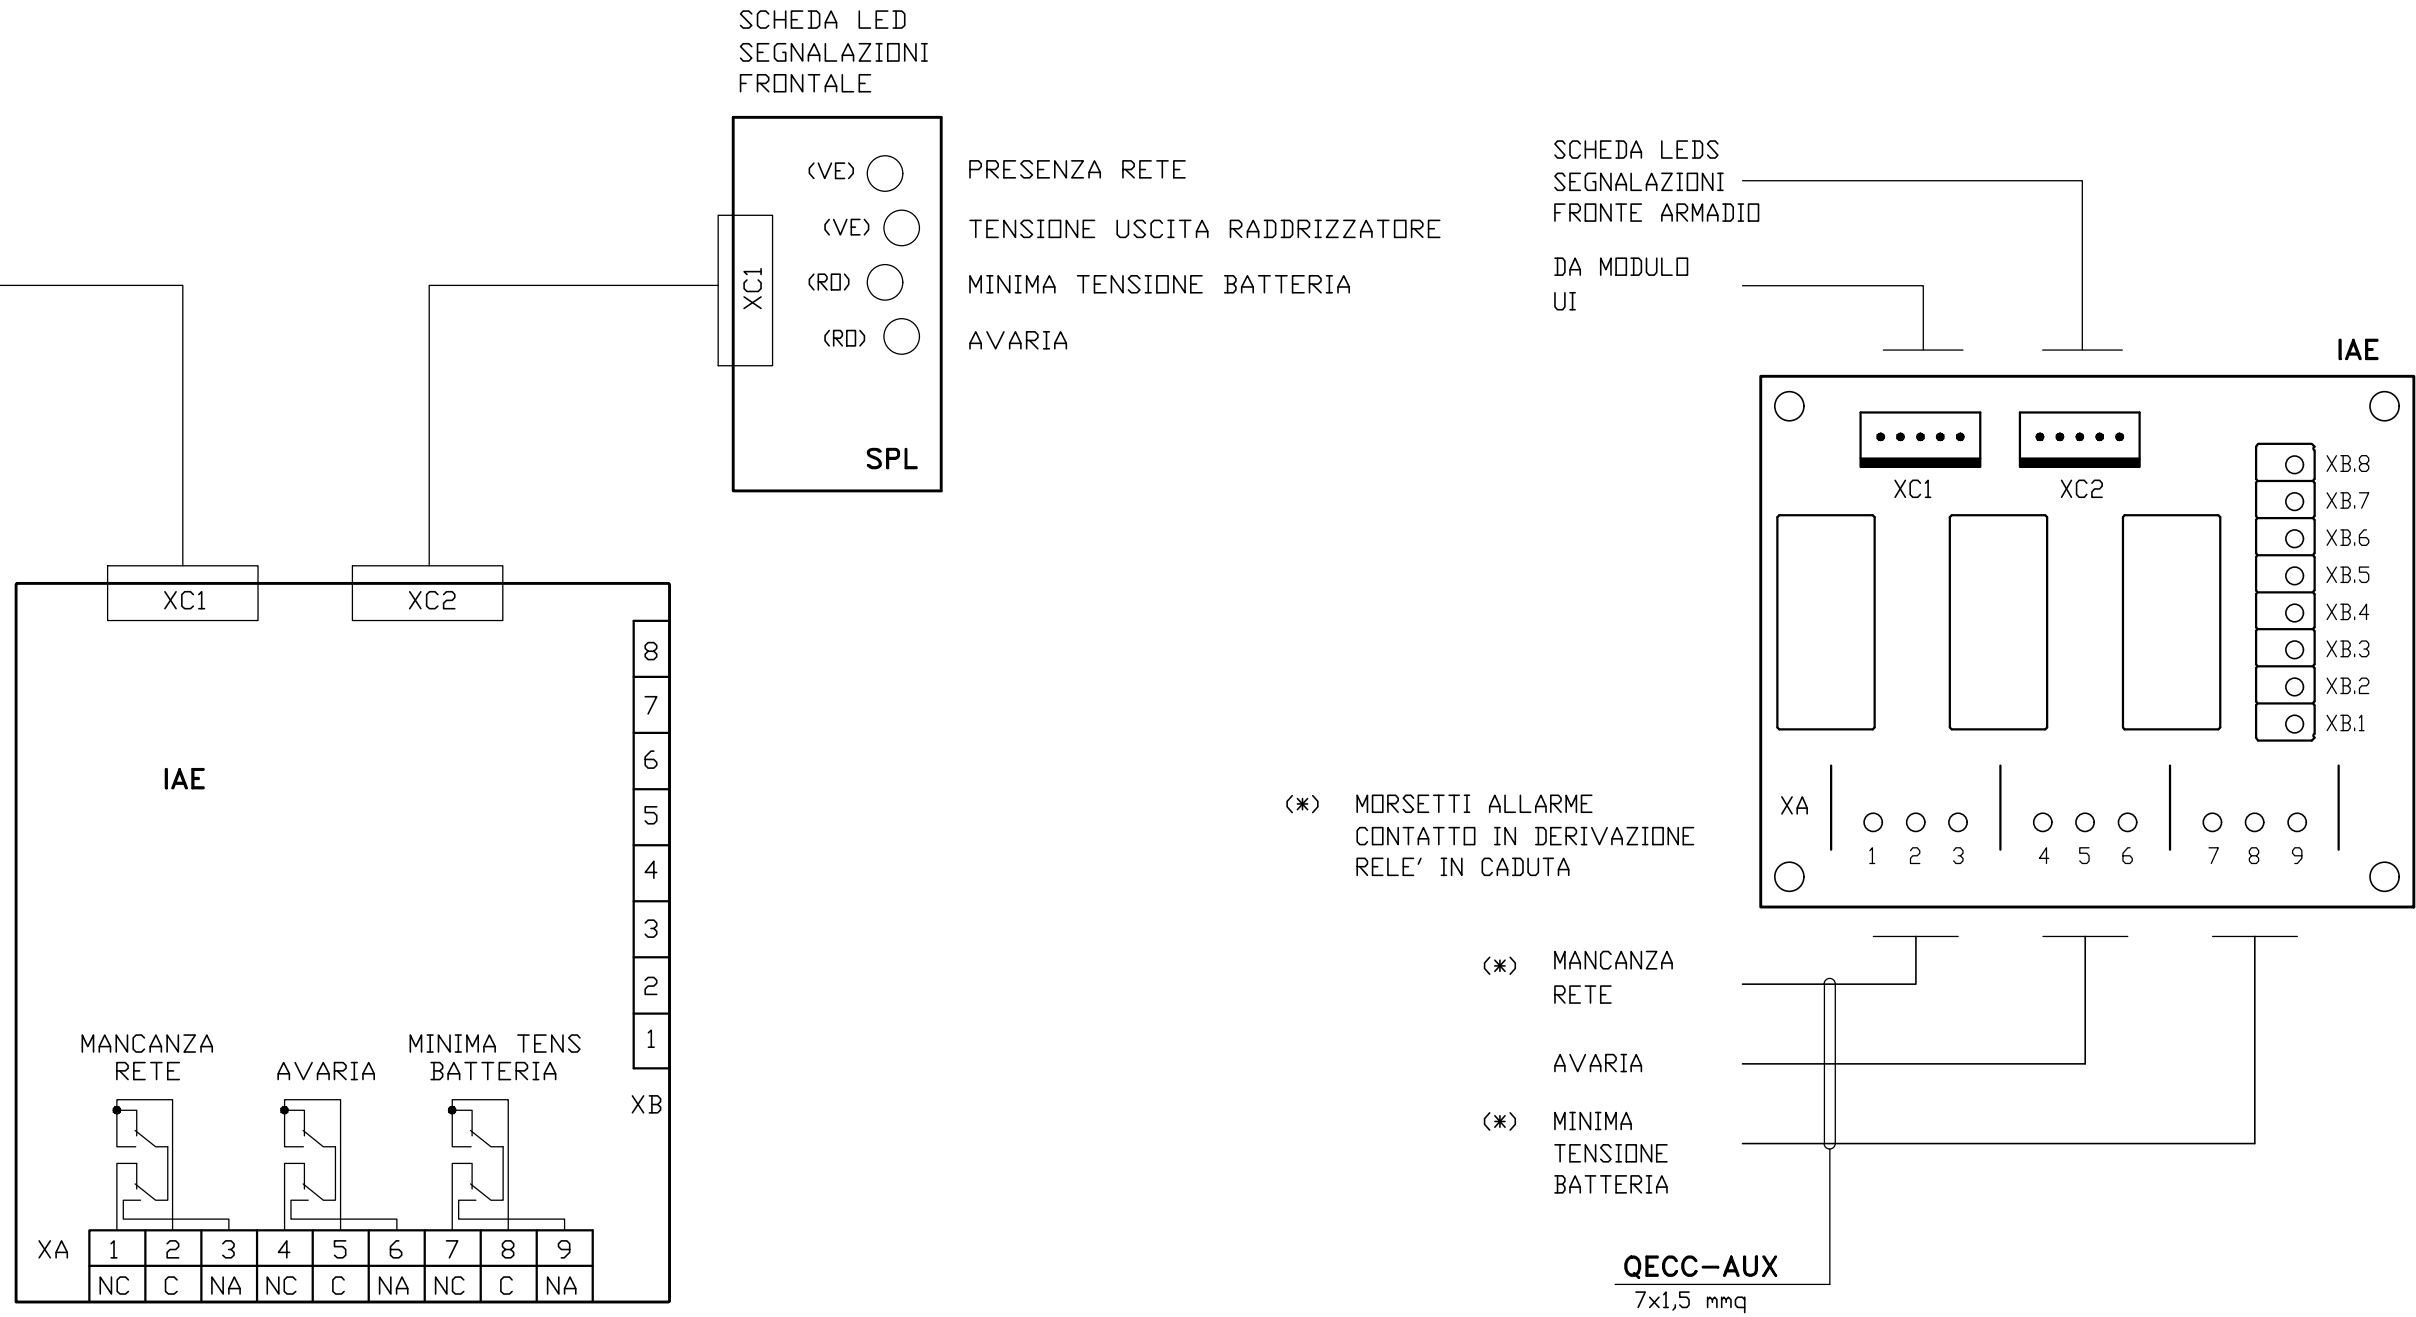 SCHEDA LED
SEGNALAZIONI
FRONTALE
(VE) PRESENZA RETE
(VE) TENSIONE USCITA RADDRIZZATORE
(RO) MINIMA TENSIONE BATTERIA
(RO) AVARIA
XC1
SPL
XC1 XC2
8
7
6
5
4
3
2
1
XB
IAE
MANCANZA
RETE
AVARIA
MINIMA TENS
BATTERIA
XA 1 2 3 4 5 6 7 8 9
NC C NA NC C NA NC C NA
SCHEDA LEDS
SEGNALAZIONI
FRONTE ARMADIO
DA MODULO
UI
IAE
XC1 XC2
XB.8
XB.7
XB.6
XB.5
XB.4
XB.3
XB.2
XB.1
XA
1 2 3 4 5 6 7 8 9
(*) MORSETTI ALLARME
CONTATTO IN DERIVAZIONE
RELE' IN CADUTA
(*) MANCANZA
RETE
AVARIA
(*) MINIMA
TENSIONE
BATTERIA
QECC-AUX
7x1,5 mmq